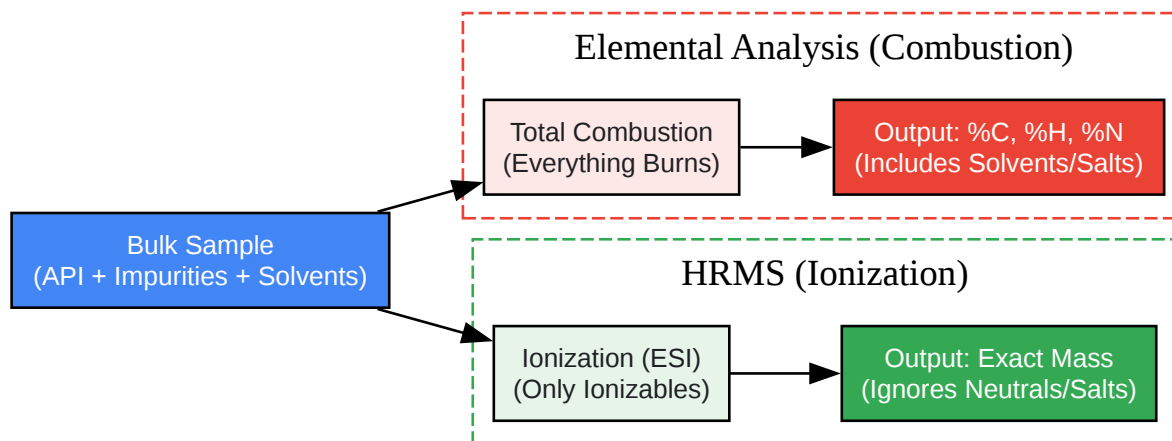 Elemental Analysis (Combustion)
Total Combustion
(Everything Burns)
Output: %C, %H, %N
(Includes Solvents/Salts)
Bulk Sample
(API + Impurities + Solvents)
HRMS (Ionization)
Ionization (ESI)
(Only Ionizables)
Output: Exact Mass
(Ignores Neutrals/Salts)